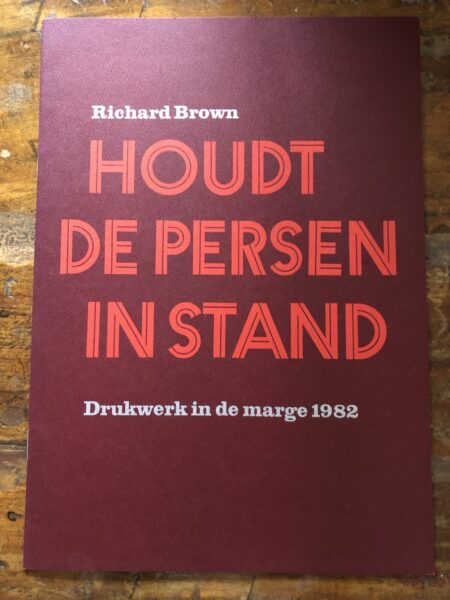 Richard Brown
HOUDT
DE PERSEN
IN STAND
Drukwerk in de marge 1982